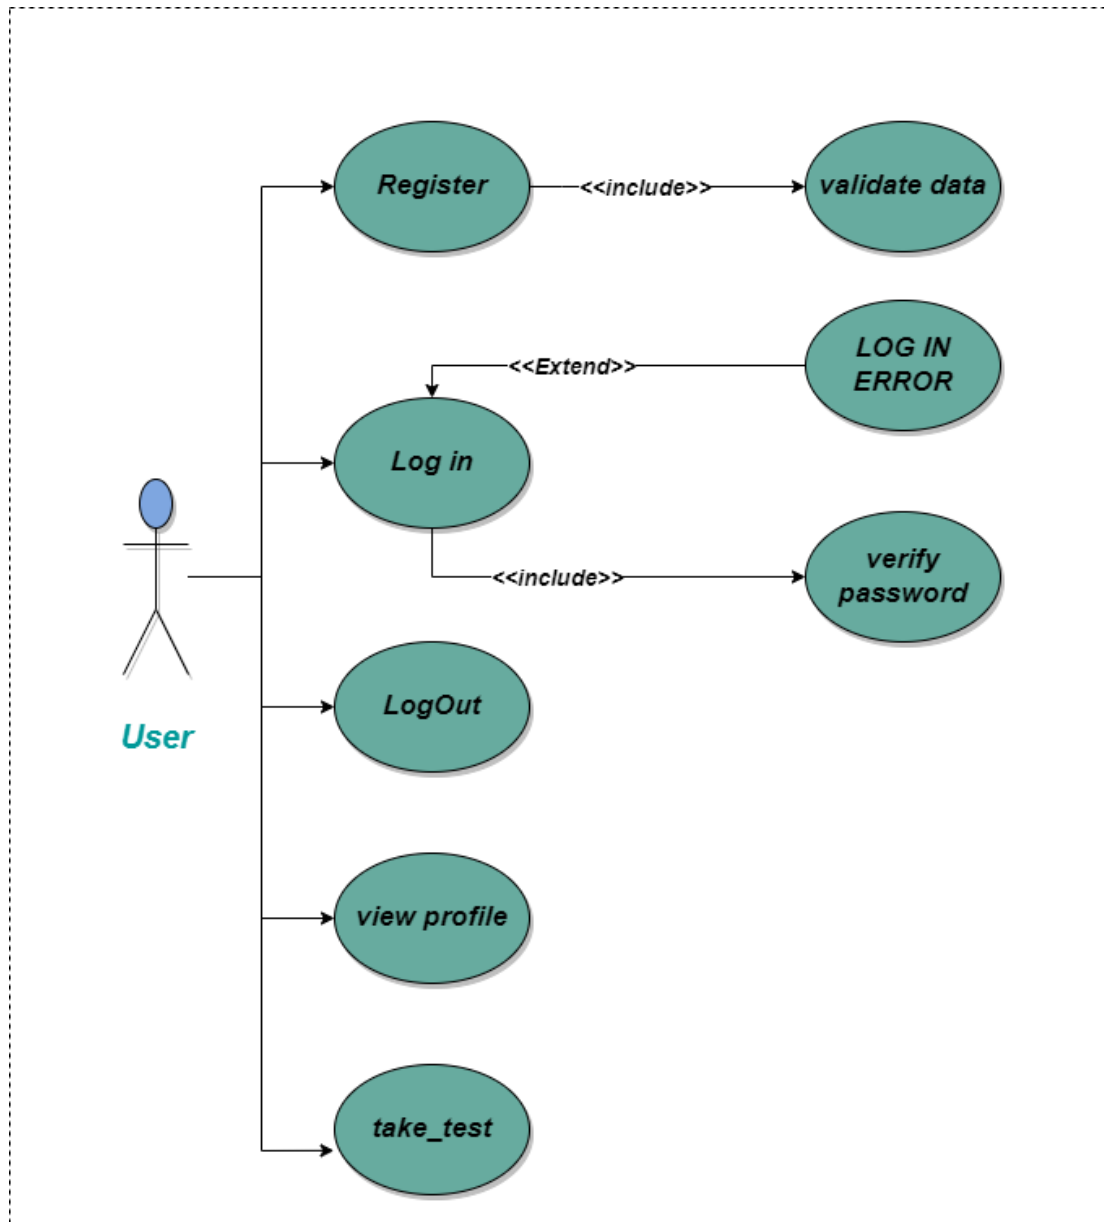 Register
<<include>>
validate data
LOG IN
ERROR
<<Extend>>
Log in
verify
password
<<include>>
LogOut
User
view profile
take_test